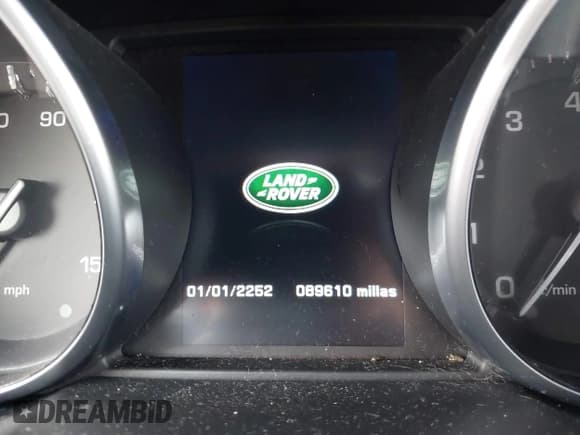 90
3
4
LAND
ROVER
2
15
1
01/01/2252 089610 millas
mph
0
/min
DREAMBID